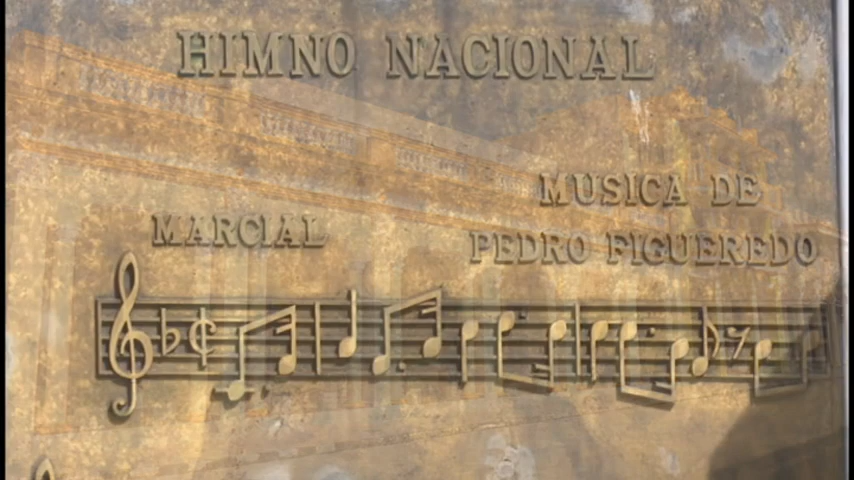 HIMNO NACIONAL
MUSICA DE
MARCIAL
PEDRO FIGUEREDO